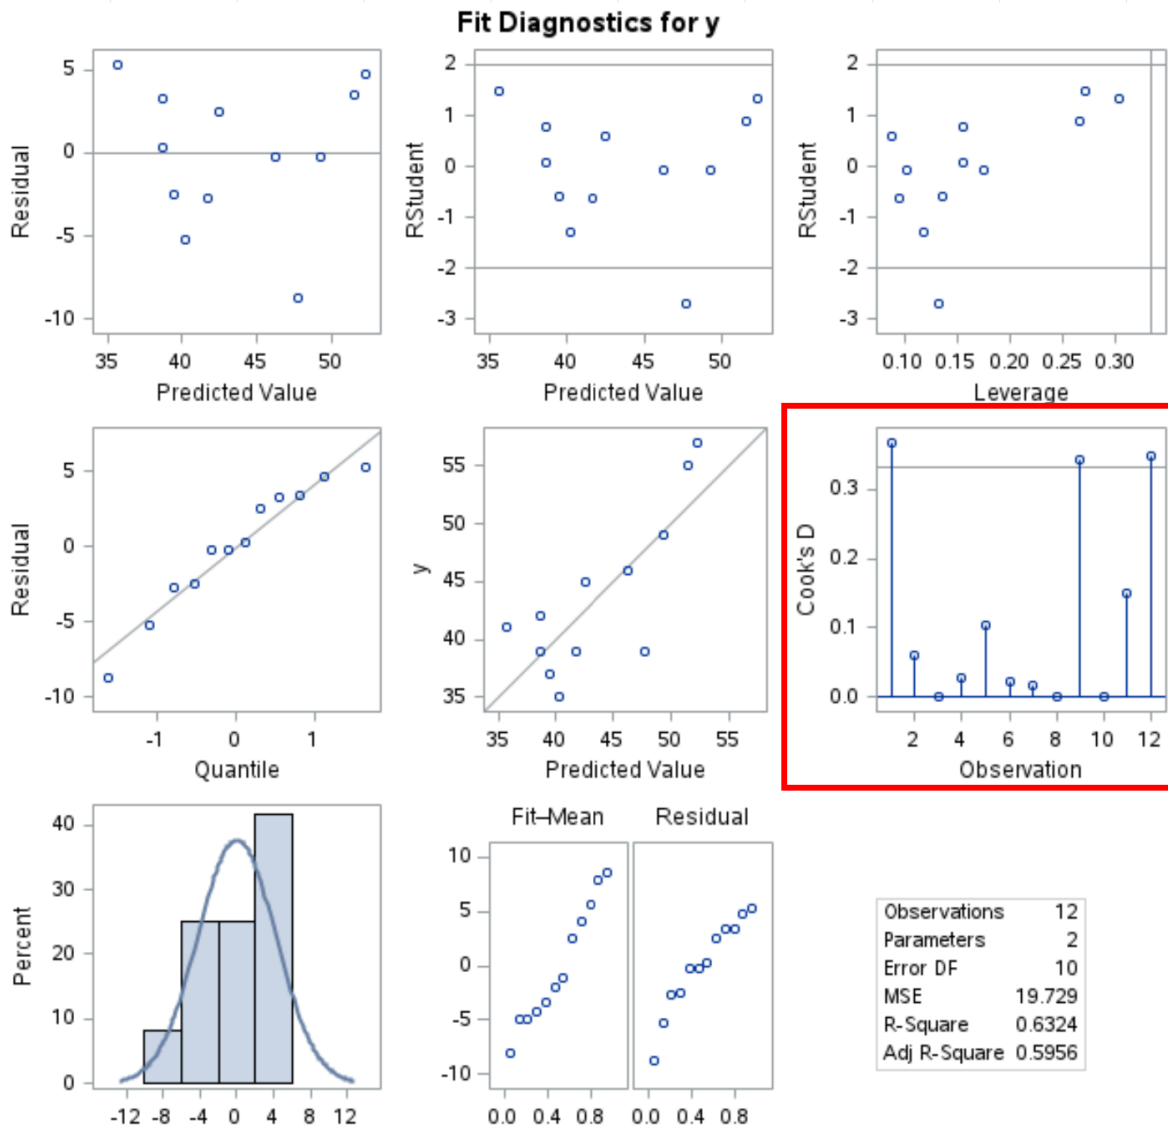 Fit Diagnostics for y
5
0
-5
-10
Residual
35 40 45 50
Predicted Value
2
1
0
-1
-2
-3
RStudent
35 40 45 50
Predicted Value
2
1
0
-1
-2
-3
RStudent
0.10 0.15 0.20 0.25 0.30
Leverage
5
0
-5
-10
Residual
-1 0 1
Quantile
55
50
45
40
35
y
35 40 45 50 55
Predicted Value
0.3
0.2
0.1
0.0
Cook's D
2 4 6 8 10 12
Observation
40
30
20
10
0
Percent
-12 -8 -4 0 4 8 12
Fit–Mean Residual
10
5
0
-5
-10
0.0 0.4 0.8 0.0 0.4 0.8
Observations 12
Parameters 2
Error DF 10
MSE 19.729
R-Square 0.6324
Adj R-Square 0.5956